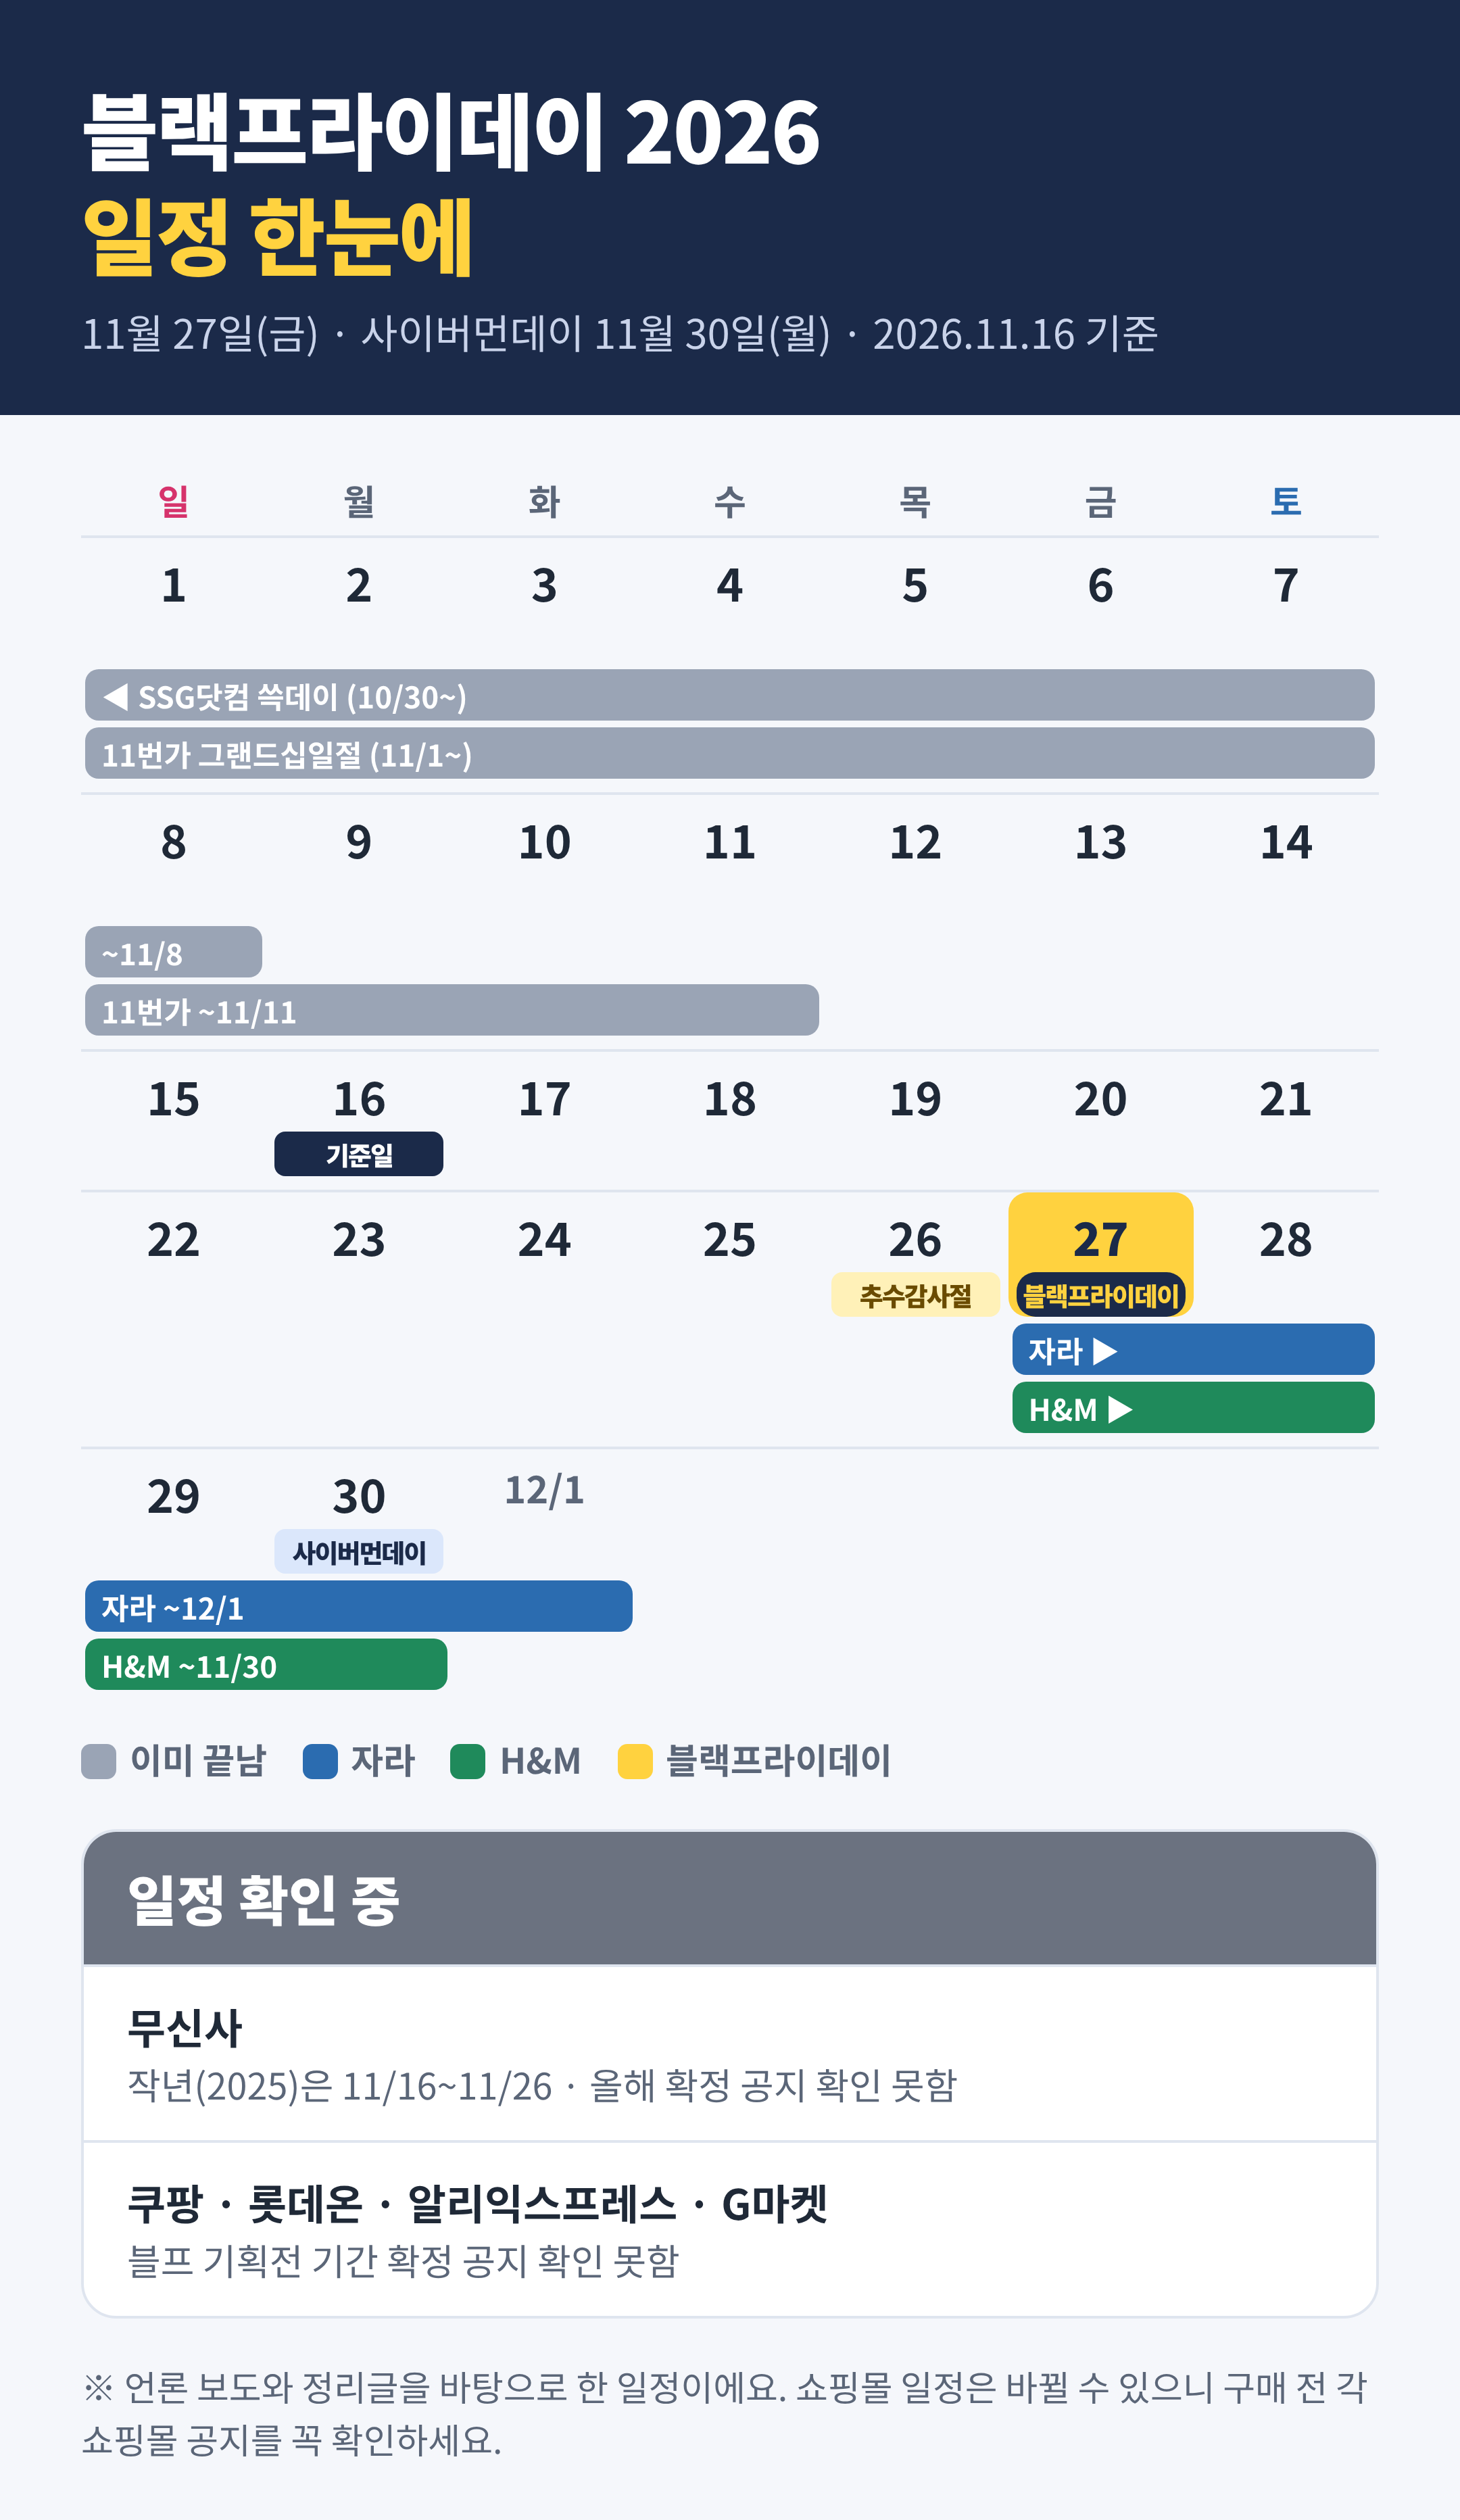 블랙프라이데이 2026
일정 한눈에
11월 27일(금) · 사이버먼데이 11월 30일(월) · 2026.11.16 기준
일 월 화 수 목 금 토
1 2 3 4 5 6 7
◀ SSG닷컴 쓱데이 (10/30~)
11번가 그랜드십일절 (11/1~)
8 9 10 11 12 13 14
~11/8
11번가 ~11/11
15 16 17 18 19 20 21
기준일
22 23 24 25 26 27 28
추수감사절 블랙프라이데이
자라 ▶
H&M ▶
29 30 12/1
사이버먼데이
자라 ~12/1
H&M ~11/30
이미 끝남 자라 H&M 블랙프라이데이
일정 확인 중
무신사
작년(2025)은 11/16~11/26 · 올해 확정 공지 확인 못함
쿠팡 · 롯데온 · 알리익스프레스 · G마켓
블프 기획전 기간 확정 공지 확인 못함
※ 언론 보도와 정리글을 바탕으로 한 일정이에요. 쇼핑몰 일정은 바뀔 수 있으니 구매 전 각
쇼핑몰 공지를 꼭 확인하세요.